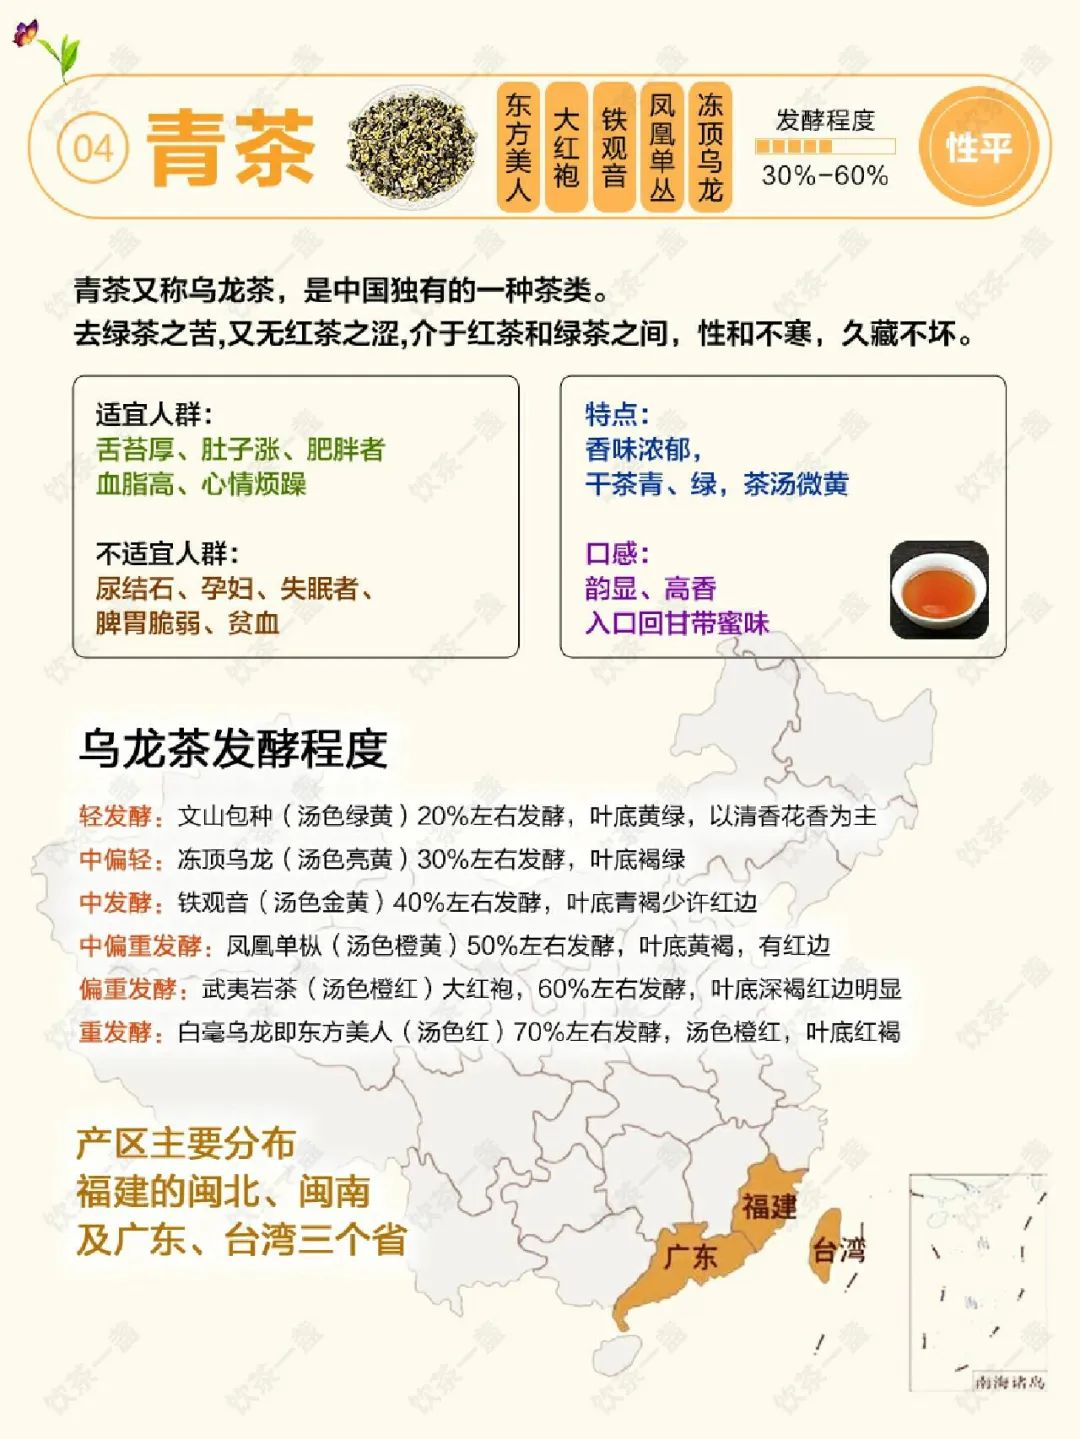 04
青茶
东方美人
大红袍
铁观音
凤凰单丛
冻顶乌龙
发酵程度
30%-60%
性平
青茶又称乌龙茶，是中国独有的一种茶类。
去绿茶之苦,又无红茶之涩,介于红茶和绿茶之间，性和不寒，久藏不坏。
适宜人群：
舌苔厚、肚子涨、肥胖者
血脂高、心情烦躁
不适宜人群：
尿结石、孕妇、失眠者、
脾胃脆弱、贫血
特点：
香味浓郁，
干茶青、绿，茶汤微黄
口感：
韵显、高香
入口回甘带蜜味
乌龙茶发酵程度
轻发酵：文山包种（汤色绿黄）20%左右发酵，叶底黄绿，以清香花香为主
中偏轻：冻顶乌龙（汤色亮黄）30%左右发酵，叶底褐绿
中发酵：铁观音（汤色金黄）40%左右发酵，叶底青褐少许红边
中偏重发酵：凤凰单枞（汤色橙黄）50%左右发酵，叶底黄褐，有红边
偏重发酵：武夷岩茶（汤色橙红）大红袍，60%左右发酵，叶底深褐红边明显
重发酵：白毫乌龙即东方美人（汤色红）70%左右发酵，汤色橙红，叶底红褐
产区主要分布
福建的闽北、闽南
及广东、台湾三个省
福建
广东
台湾
南
海
南海诸岛
饮茶一盏